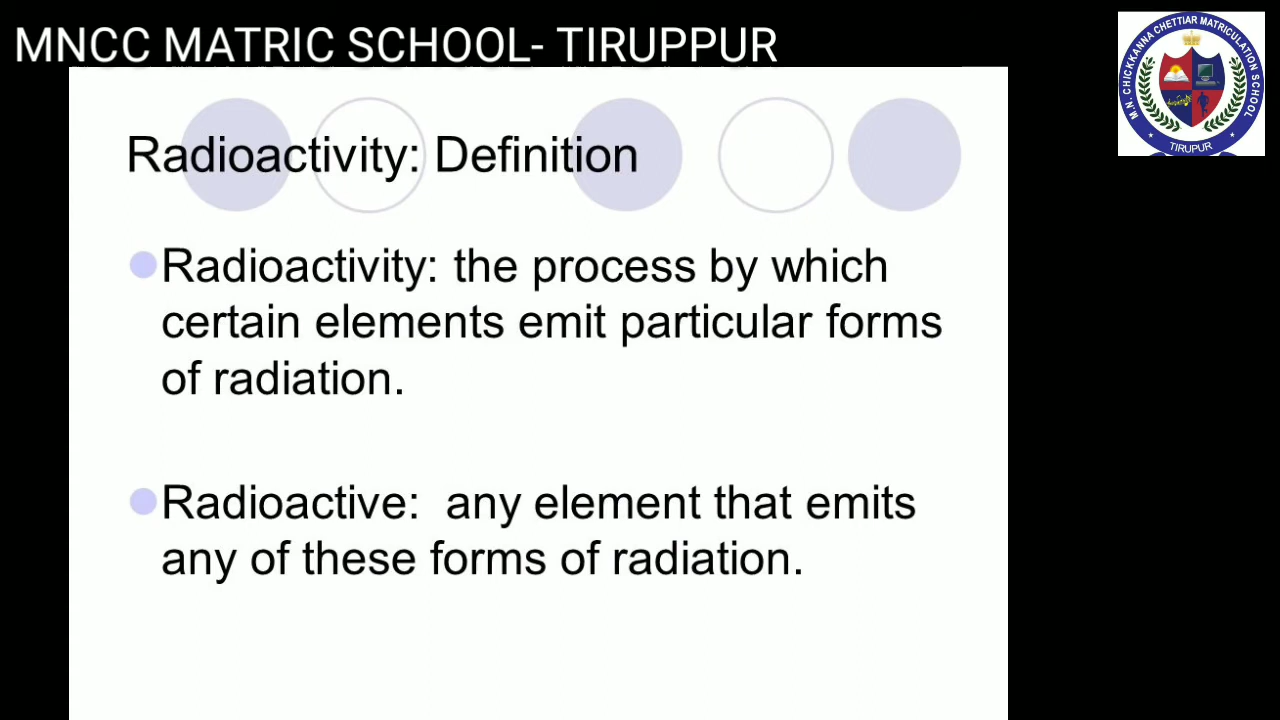 MNCC MATRIC SCHOOL- TIRUPPUR
M.N. CHICKKANNA CHETTIAR MATRICULATION SCHOOL
TIRUPUR
Radioactivity: Definition
Radioactivity: the process by which
certain elements emit particular forms
of radiation.
Radioactive: any element that emits
any of these forms of radiation.